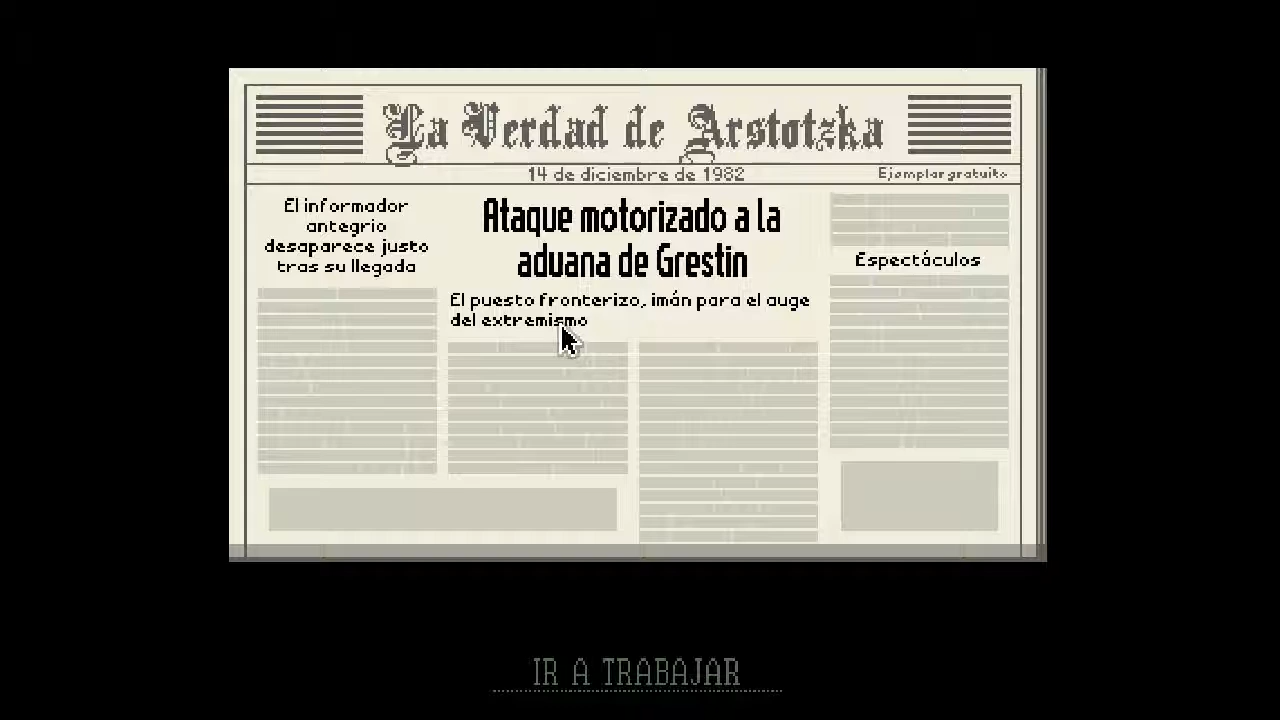 La Verdad de Arstotzka
14 de diciembre de 1982
Ejemplar gratuito
El informador
antegrio
desaparece justo
tras su llegada
Ataque motorizado a la
aduana de Grestin
El puesto fronterizo, imán para el auge
del extremismo
Espectáculos
IR A TRABAJAR